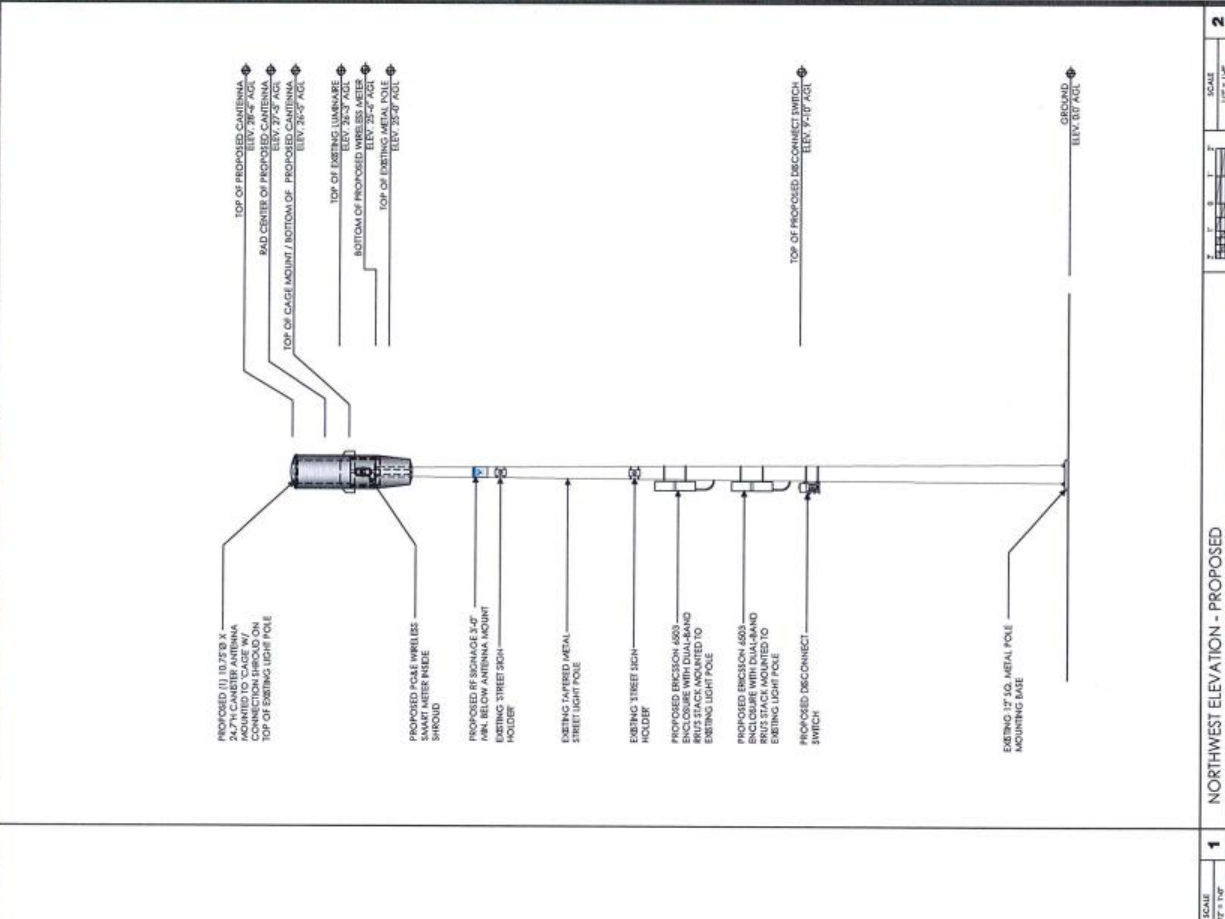 TOP OF PROPOSED CANTENNA
ELEV. 28'-6" AGL
RAD CENTER OF PROPOSED CANTENNA
ELEV. 27'-5" AGL
TOP OF CAGE MOUNT / BOTTOM OF PROPOSED CANTENNA
ELEV. 26'-5" AGL
TOP OF EXISTING LUMINAIRE
ELEV. 26'-3" AGL
BOTTOM OF PROPOSED WIRELESS METER
ELEV. 25'-6" AGL
TOP OF EXISTING METAL POLE
ELEV. 25'-0" AGL
TOP OF PROPOSED DISCONNECT SWITCH
ELEV. 9'-10" AGL
GROUND
ELEV. 0.0' AGL
PROPOSED (1) 10.75"Ø X
24.7"H CANISTER ANTENNA
MOUNTED TO 'CAGE' W/
CONNECTION SHROUD ON
TOP OF EXISTING LIGHT POLE
PROPOSED PG&E WIRELESS
SMART METER INSIDE
SHROUD
PROPOSED RF SIGNAGE 3'-0"
MIN. BELOW ANTENNA MOUNT
EXISTING 'STREET SIGN'
HOLDER
EXISTING TAPERED METAL
STREET LIGHT POLE
EXISTING 'STREET SIGN'
HOLDER
PROPOSED ERICSSON 6503
ENCLOSURE WITH DUAL-BAND
RRU'S STACK MOUNTED TO
EXISTING LIGHT POLE
PROPOSED ERICSSON 6503
ENCLOSURE WITH DUAL-BAND
RRU'S STACK MOUNTED TO
EXISTING LIGHT POLE
PROPOSED DISCONNECT
SWITCH
EXISTING 12" SQ. METAL POLE
MOUNTING BASE
SCALE
1
NORTHWEST ELEVATION - PROPOSED
2' 1' 0 1' 2'
SCALE
2